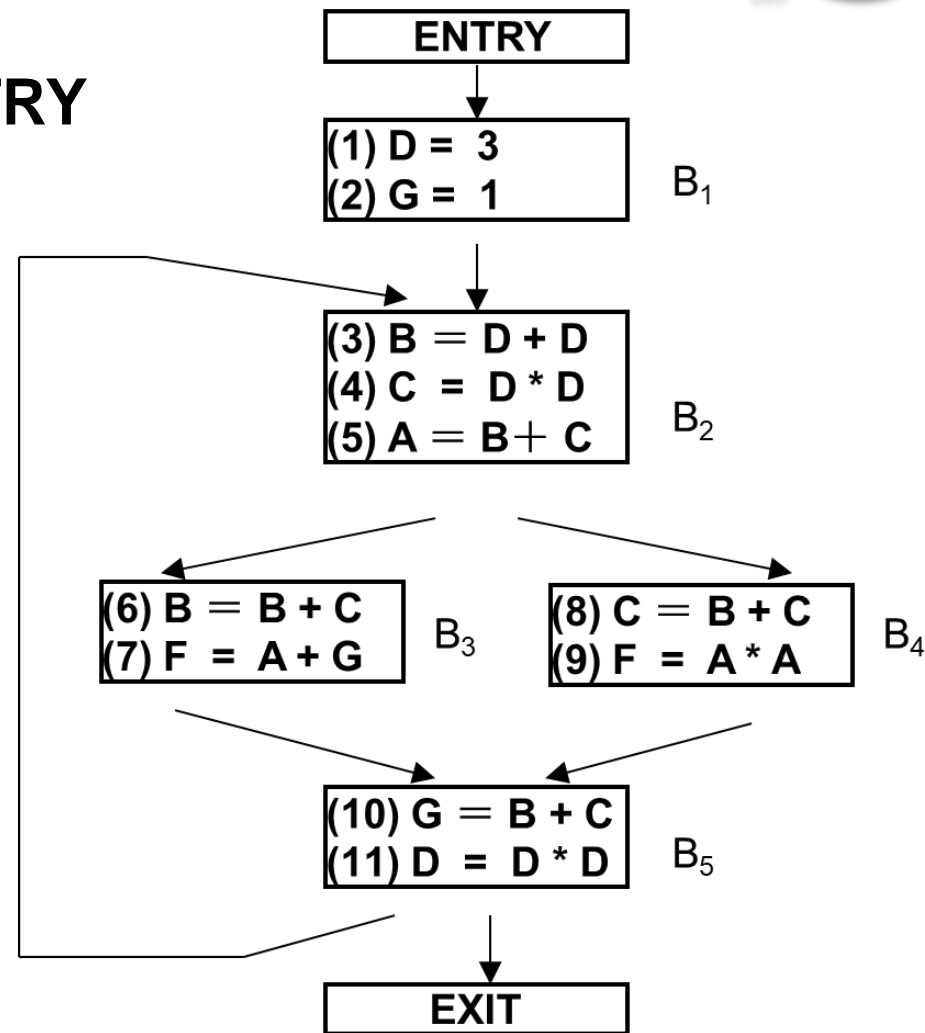 ENTRY
TRY
(1) D = 3
(2) G = 1
B₁
(3) B = D + D
(4) C = D * D
(5) A = B + C
B₂
(6) B = B + C
(7) F = A + G
B₃
(8) C = B + C
(9) F = A * A
B₄
(10) G = B + C
(11) D = D * D
B₅
EXIT